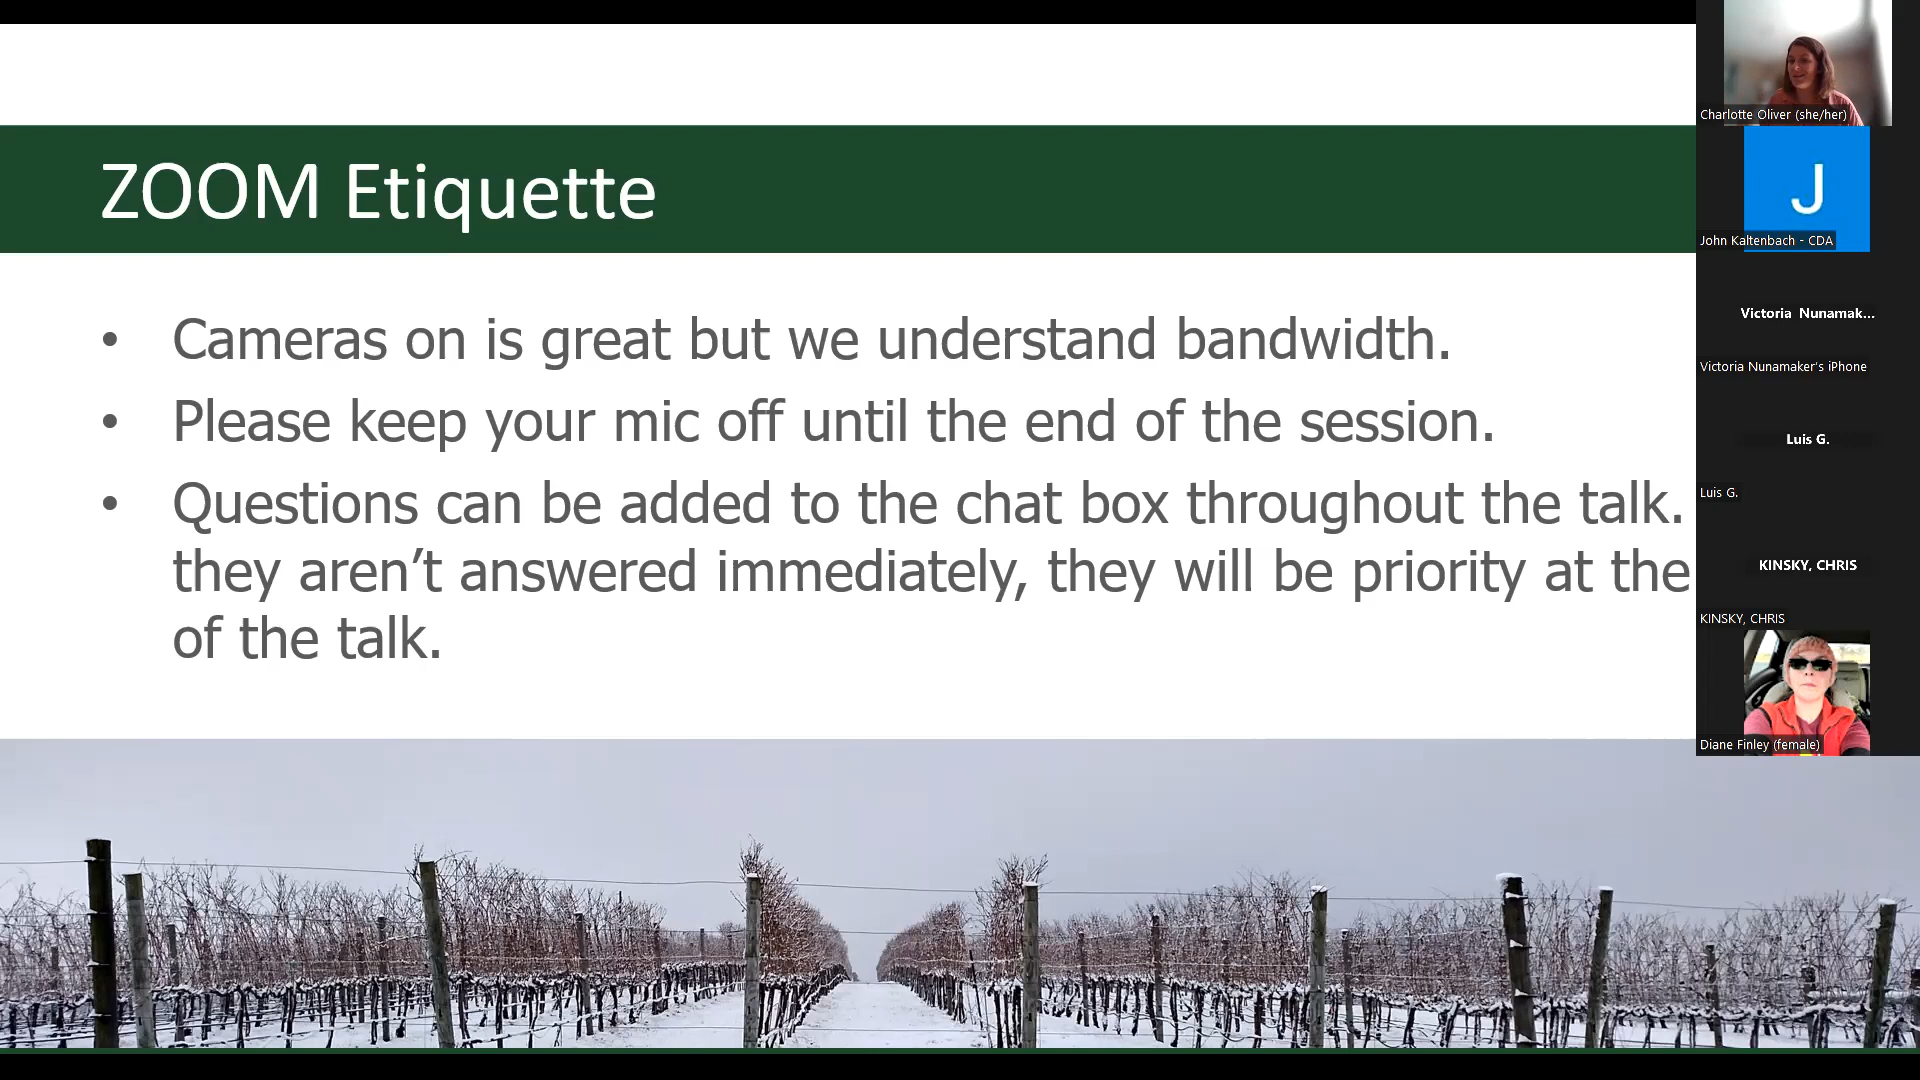 ZOOM Etiquette
• Cameras on is great but we understand bandwidth.
• Please keep your mic off until the end of the session.
• Questions can be added to the chat box throughout the talk.
they aren’t answered immediately, they will be priority at the
of the talk.
Charlotte Oliver (she/her)
J
John Kaltenbach - CDA
Victoria Nunamak...
Victoria Nunamaker's iPhone
Luis G.
Luis G.
KINSKY, CHRIS
KINSKY, CHRIS
Diane Finley (female)